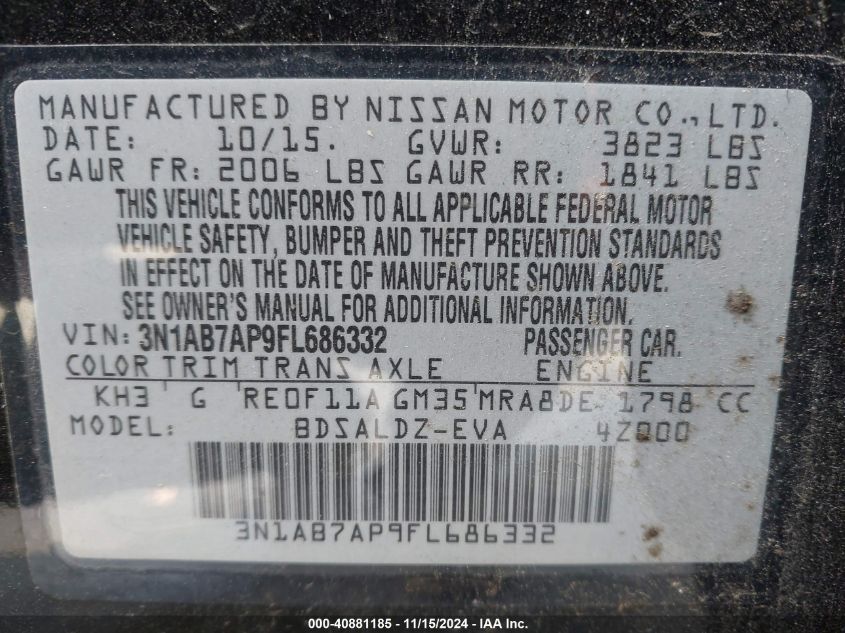 MANUFACTURED BY NISSAN MOTOR CO., LTD.
DATE: 10/15. GVWR: 3823 LBS
GAWR FR: 2006 LBS GAWR RR: 1841 LBS
THIS VEHICLE CONFORMS TO ALL APPLICABLE FEDERAL MOTOR
VEHICLE SAFETY, BUMPER AND THEFT PREVENTION STANDARDS
IN EFFECT ON THE DATE OF MANUFACTURE SHOWN ABOVE.
SEE OWNER'S MANUAL FOR ADDITIONAL INFORMATION.
VIN: 3N1AB7AP9FL686332 PASSENGER CAR.
COLOR TRIM TRANS AXLE ENGINE
KH3 G RE0F11A GM35 MRA8DE 1798 CC
MODEL: BDSALDZ-EVA 4Z000
3N1AB7AP9FL686332
000-40881185 - 11/15/2024 - IAA Inc.